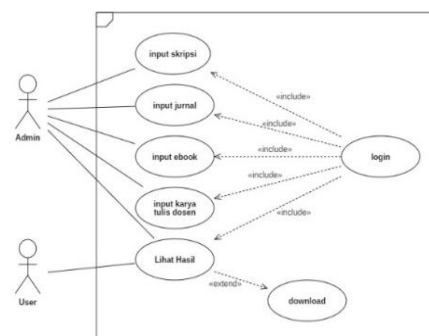 input skripsi
«include»
input jurnal
«include»
Admin
input ebook
«include»
login
«include»
input karya
tulis dosen
«include»
Lihat Hasil
«extend»
User
download